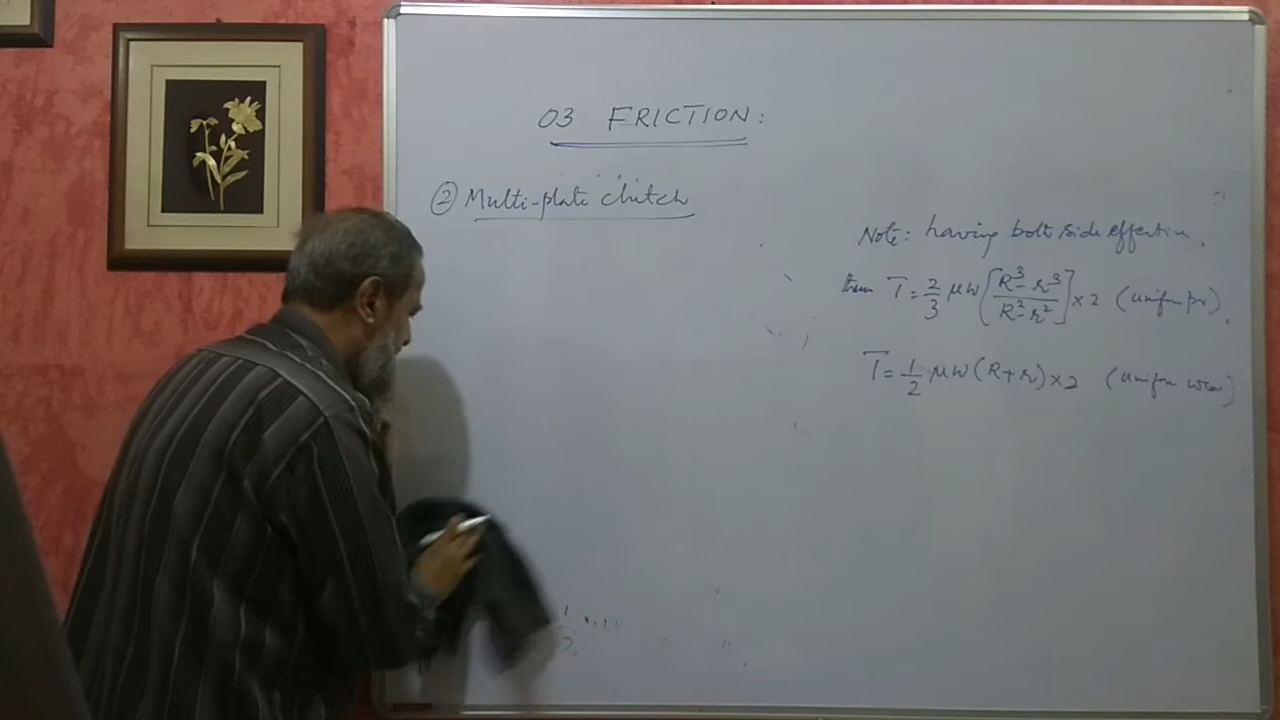 03 FRICTION:
② Multi-plate clutch
Note: having both side effective.
then T = 2/3 μW [R³-r³ / R²-r²] × 2 (uniform pr).
T = 1/2 μW (R+r) × 2 (uniform wear)